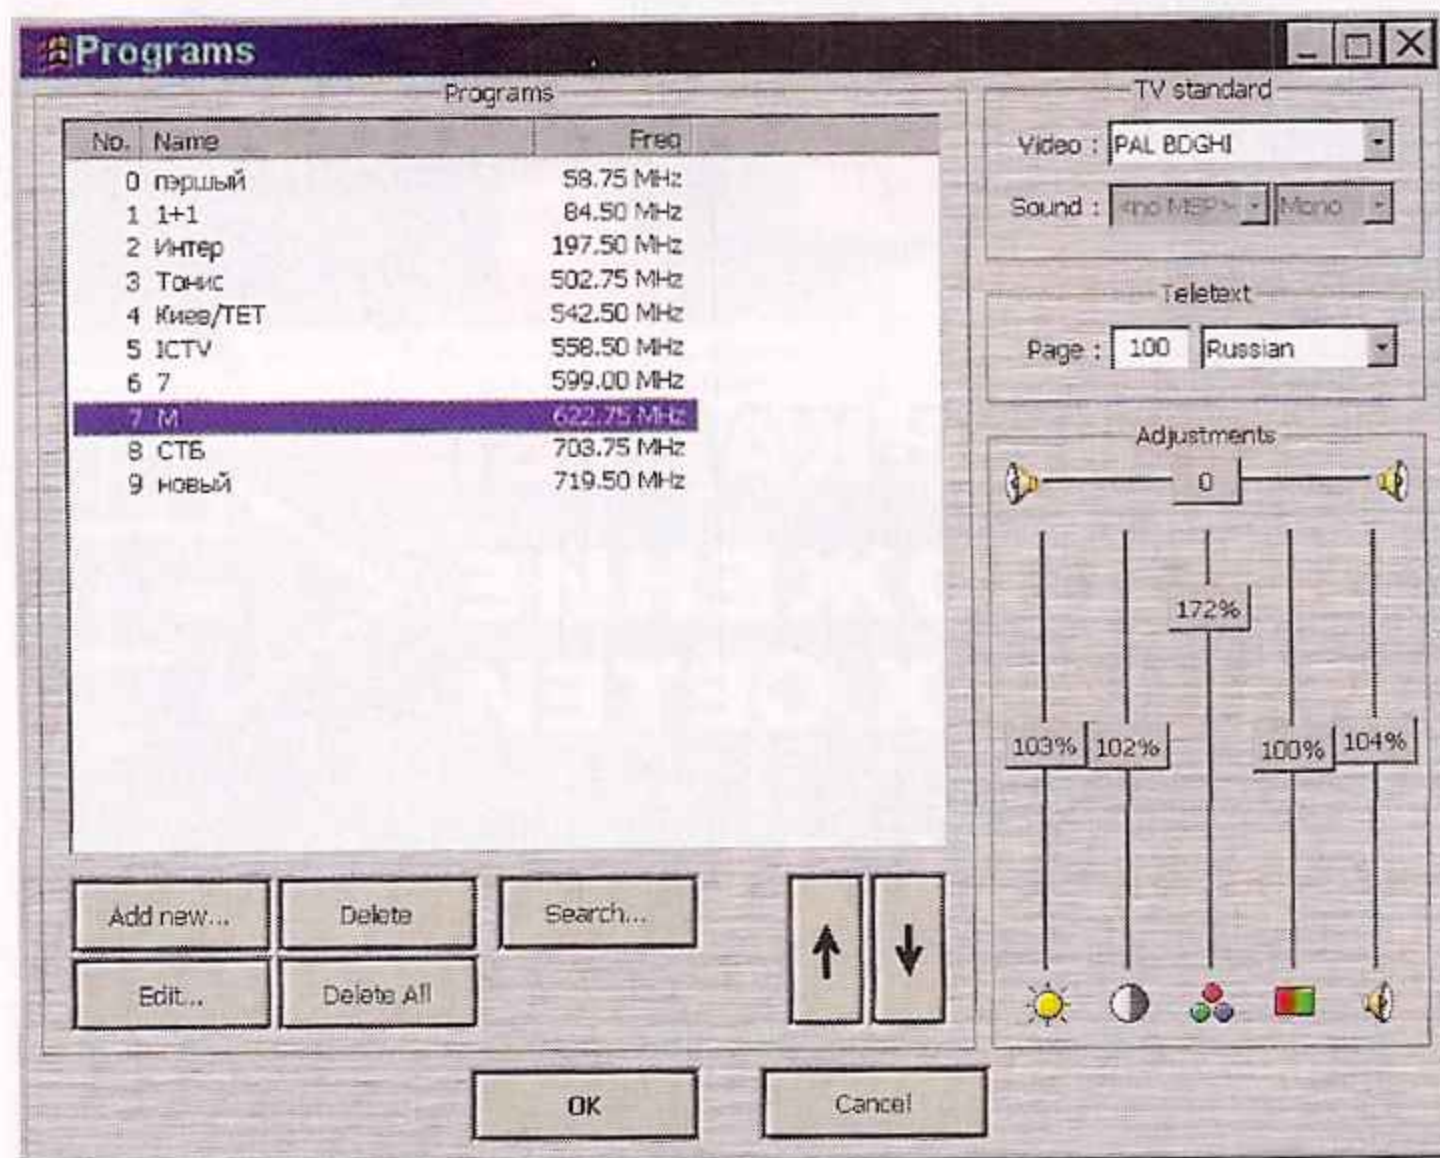 Programs
Programs
No. Name Freq
0 пэршый 58.75 MHz
1 1+1 84.50 MHz
2 Интер 197.50 MHz
3 Тонис 502.75 MHz
4 Киев/ТЕТ 542.50 MHz
5 ICTV 558.50 MHz
6 7 599.00 MHz
7 M 622.75 MHz
8 СТБ 703.75 MHz
9 новый 719.50 MHz
Add new... Delete Search...
Edit... Delete All
TV standard
Video : PAL BDGHI
Sound : <no MSP> Mono
Teletext
Page : 100 Russian
Adjustments
0
172%
103% 102% 100% 104%
OK Cancel